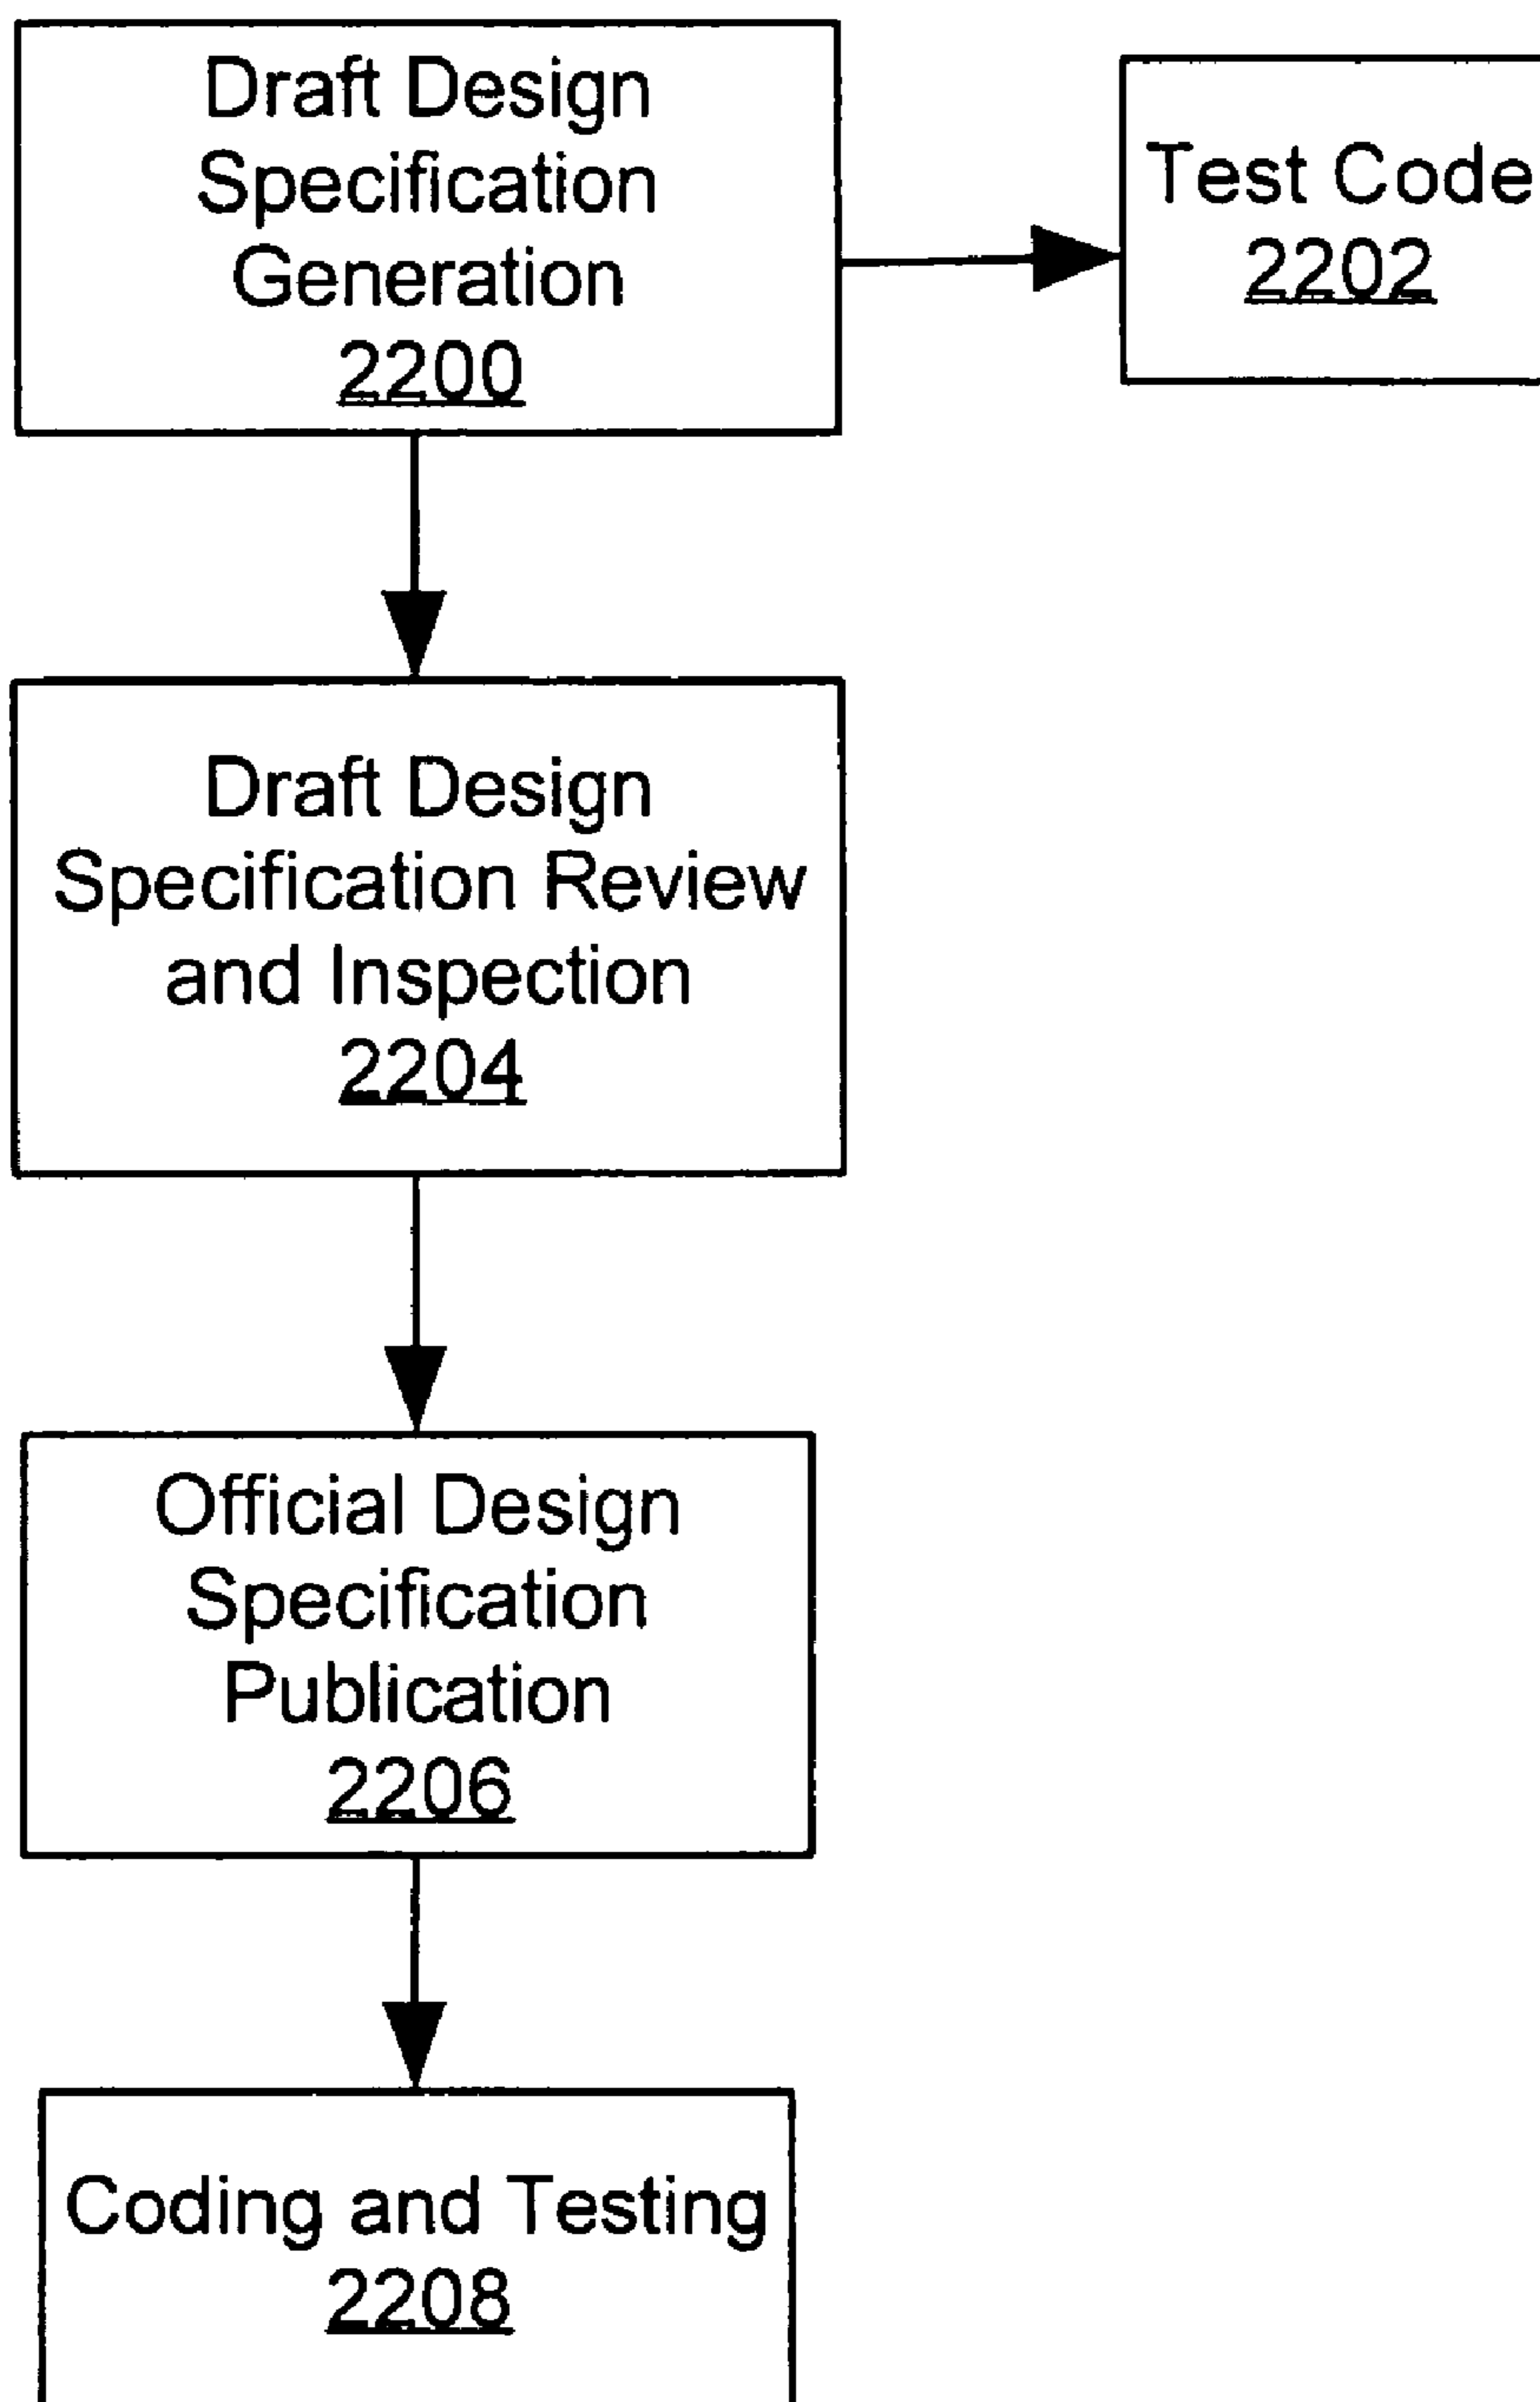 Draft Design
Specification
Generation
2200
Test Code
2202
Draft Design
Specification Review
and Inspection
2204
Official Design
Specification
Publication
2206
Coding and Testing
2208